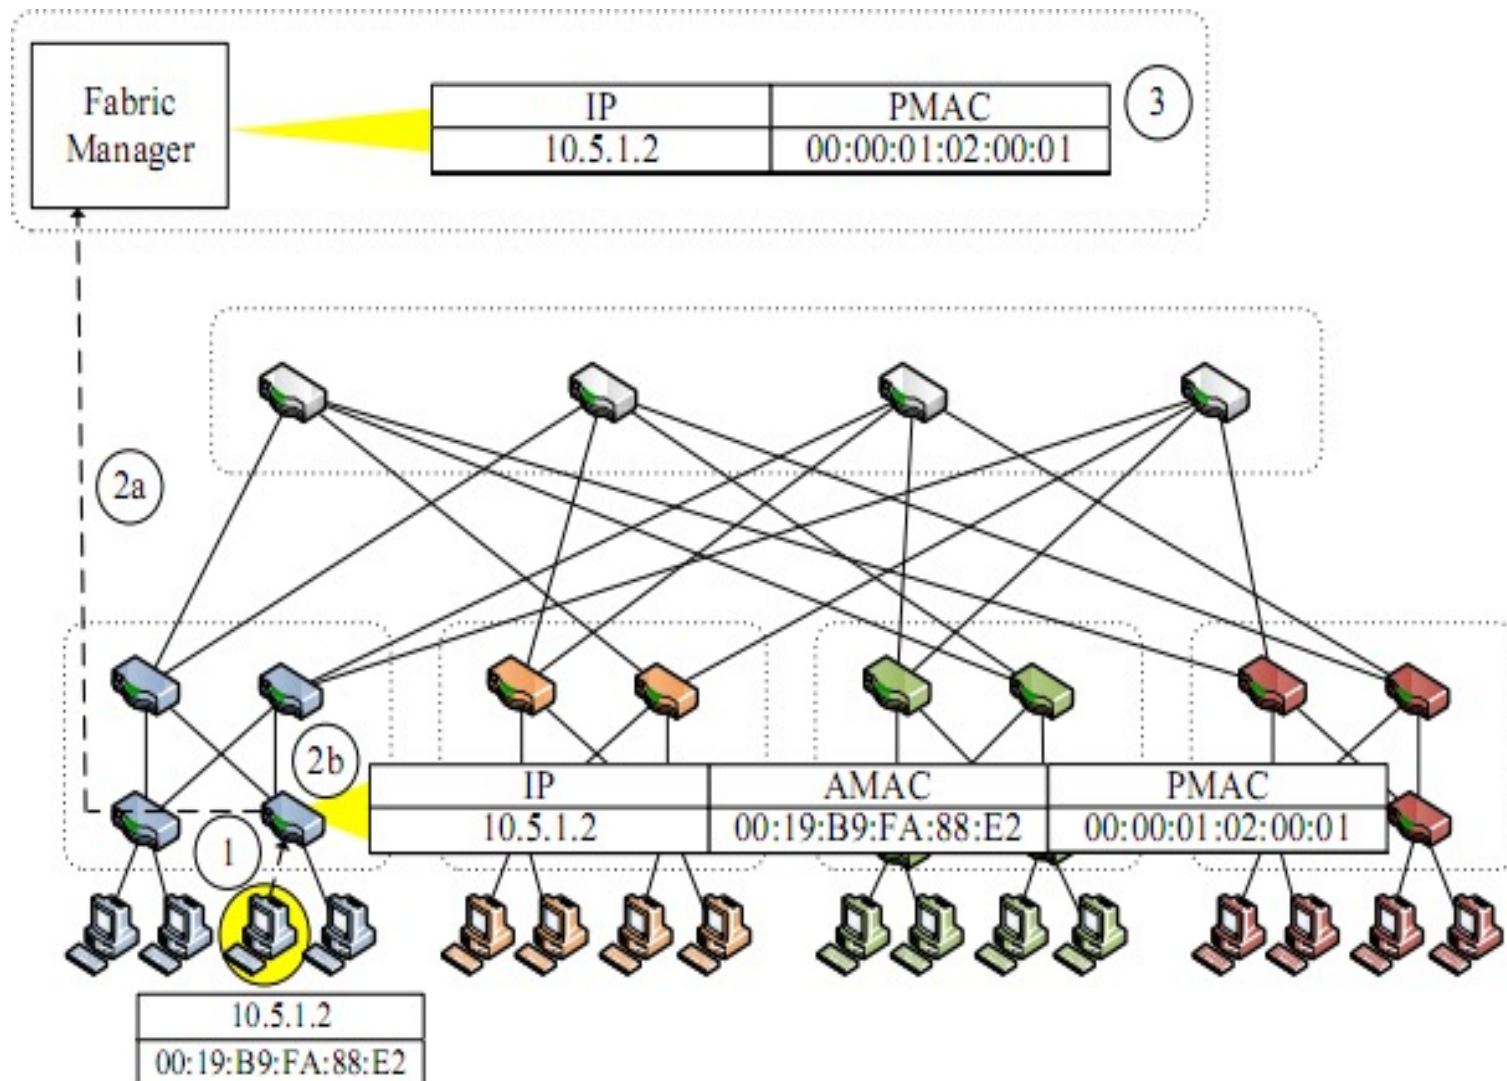 Fabric
Manager
IP PMAC
10.5.1.2 00:00:01:02:00:01
3
2a
2b
IP AMAC PMAC
10.5.1.2 00:19:B9:FA:88:E2 00:00:01:02:00:01
1
10.5.1.2
00:19:B9:FA:88:E2